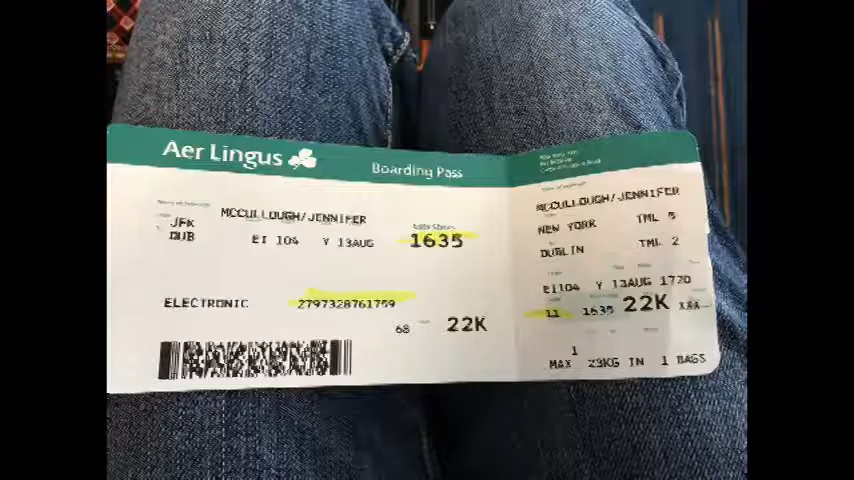 Aer Lingus
Boarding Pass
MCCULLOUGH/JENNIFER
JFK
DUB
EI 104 Y 13AUG 1635
ELECTRONIC 2797328761759
68 22K
MCCULLOUGH/JENNIFER
NEW YORK TML 5
DUBLIN TML 2
EI104 Y 13AUG 1720
11 1635 22K
1
MAX 23KG IN 1 BAGS